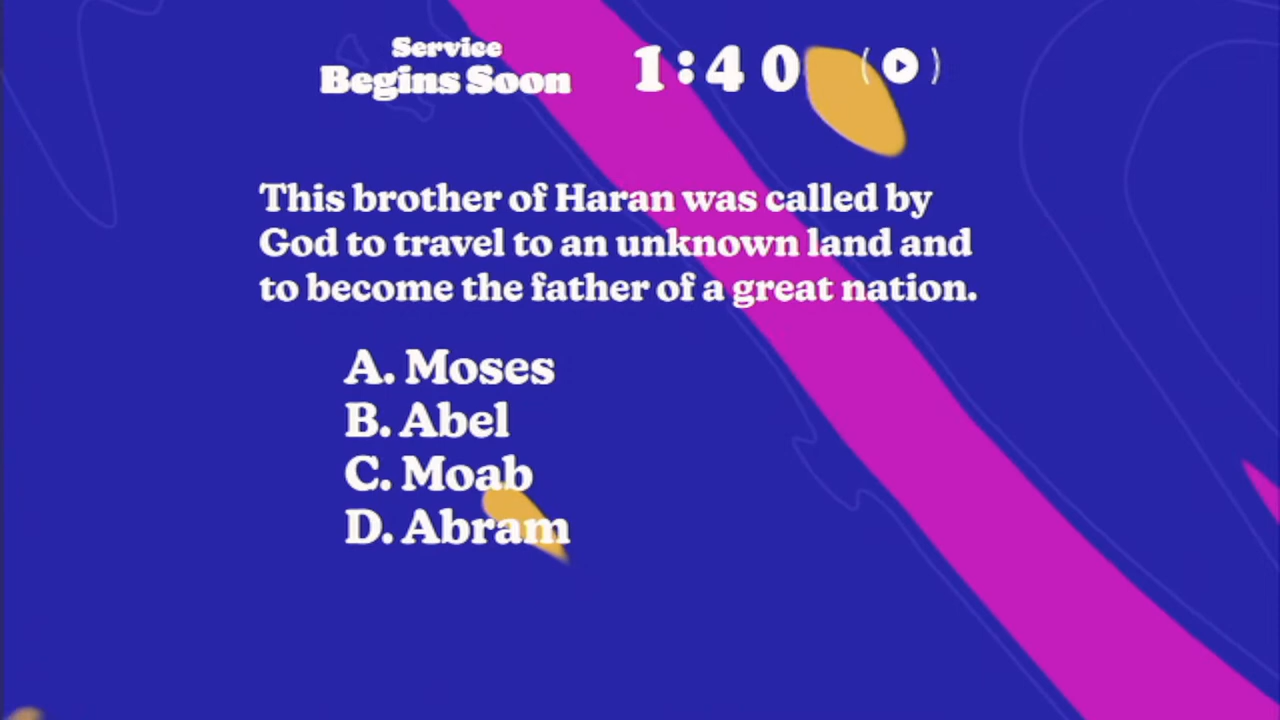 Service
Begins Soon
1:40
This brother of Haran was called by
God to travel to an unknown land and
to become the father of a great nation.
A. Moses
B. Abel
C. Moab
D. Abram